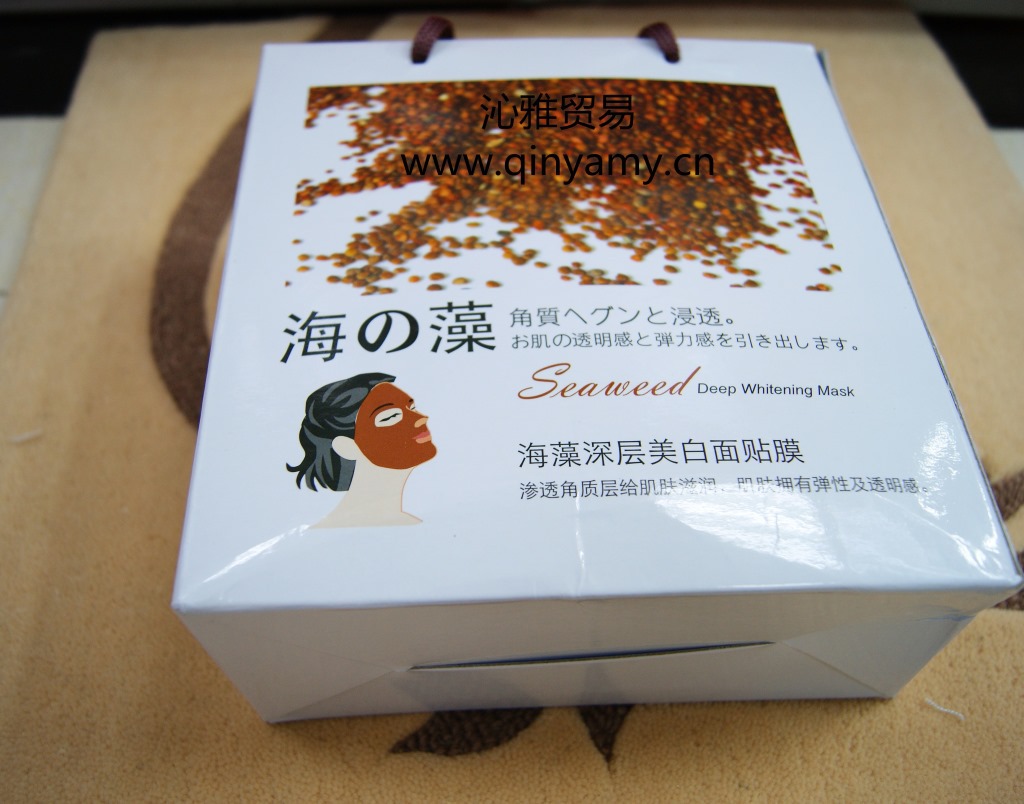 沁雅贸易
www.qinyamy.cn
海の藻
角質ヘグンと浸透。
お肌の透明感と弾力感を引き出します。
Seaweed Deep Whitening Mask
海藻深层美白面贴膜
渗透角质层给肌肤滋润、肌肤拥有弹性及透明感。